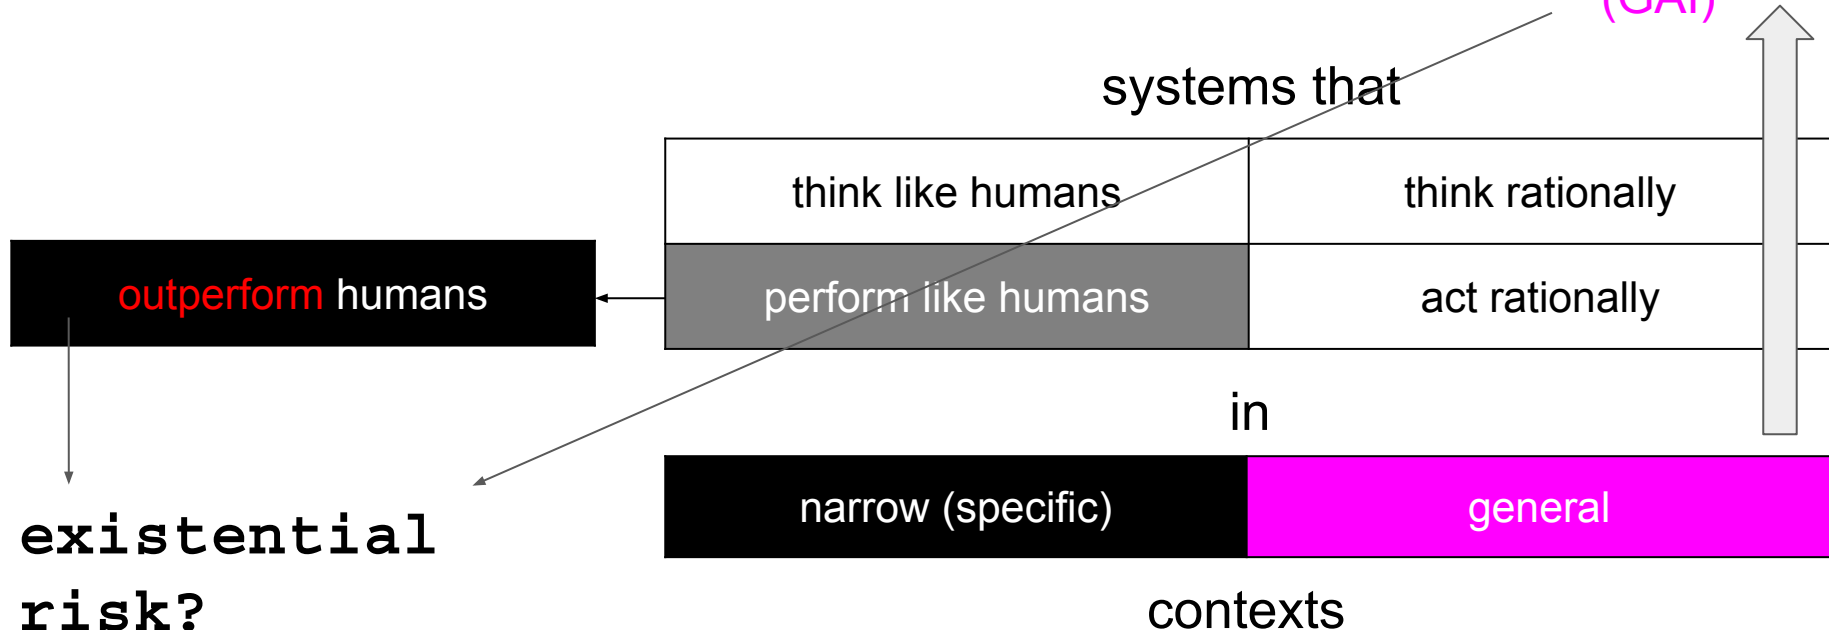 (GAI)
systems that
think like humans
think rationally
outperform humans
perform like humans
act rationally
in
narrow (specific)
general
existential
risk?
contexts